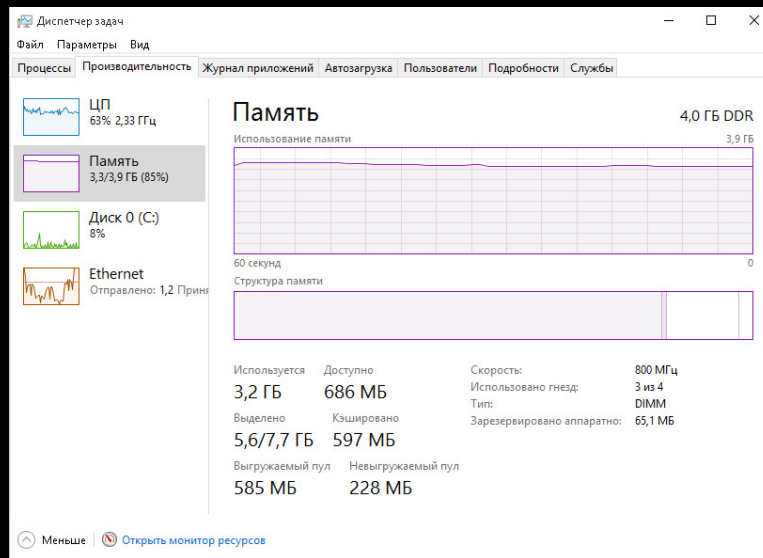 Диспетчер задач
Файл Параметры Вид
Процессы Производительность Журнал приложений Автозагрузка Пользователи Подробности Службы
ЦП
63% 2,33 ГГц
Память
3,3/3,9 ГБ (85%)
Диск 0 (C:)
8%
Ethernet
Отправлено: 1,2 Приня
Память 4,0 ГБ DDR
Использование памяти 3,9 ГБ
60 секунд 0
Структура памяти
Используется Доступно
3,2 ГБ 686 МБ
Выделено Кэшировано
5,6/7,7 ГБ 597 МБ
Выгружаемый пул Невыгружаемый пул
585 МБ 228 МБ
Скорость: 800 МГц
Использовано гнезд: 3 из 4
Тип: DIMM
Зарезервировано аппаратно: 65,1 МБ
Меньше Открыть монитор ресурсов